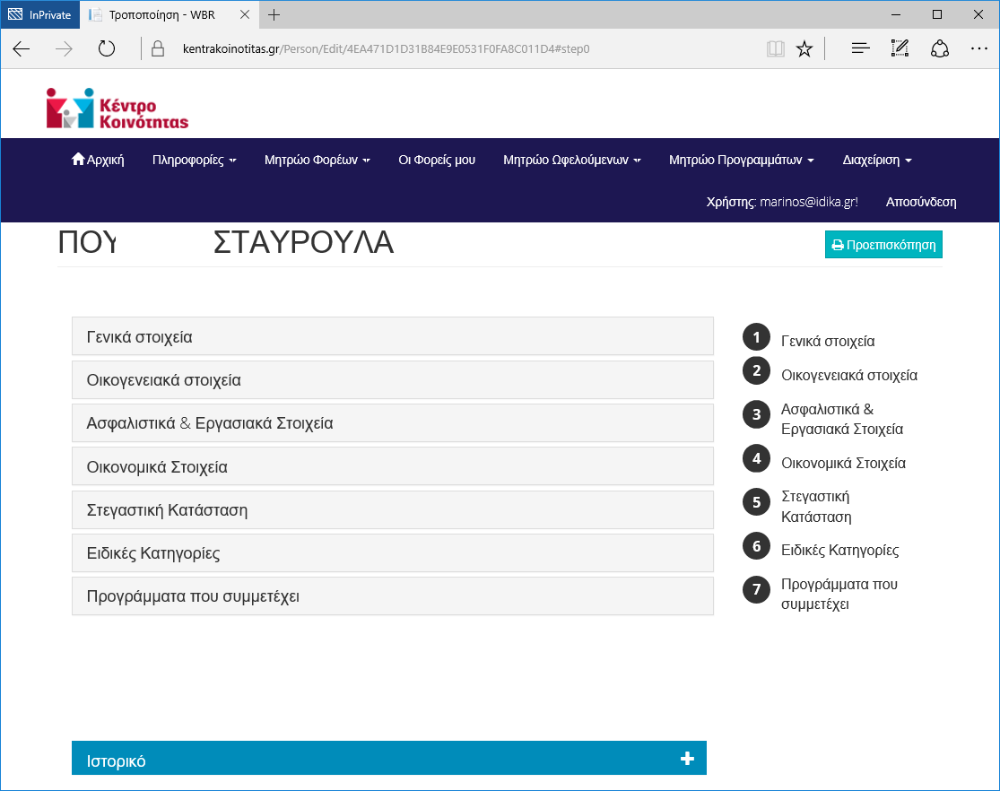 InPrivate
Τροποποίηση - WBR
kentrakoinotitas.gr/Person/Edit/4EA471D1D31B84E9E0531F0FA8C011D4#step0
Κέντρο
Κοινότητας
Αρχική Πληροφορίες Μητρώο Φορέων Οι Φορείς μου Μητρώο Ωφελούμενων Μητρώο Προγραμμάτων Διαχείριση
Χρήστης: marinos@idika.gr! Αποσύνδεση
ΠΟΥ ΣΤΑΥΡΟΥΛΑ
Προεπισκόπηση
Γενικά στοιχεία
Οικογενειακά στοιχεία
Ασφαλιστικά & Εργασιακά Στοιχεία
Οικονομικά Στοιχεία
Στεγαστική Κατάσταση
Ειδικές Κατηγορίες
Προγράμματα που συμμετέχει
1 Γενικά στοιχεία
2 Οικογενειακά στοιχεία
3 Ασφαλιστικά &
Εργασιακά Στοιχεία
4 Οικονομικά Στοιχεία
5 Στεγαστική
Κατάσταση
6 Ειδικές Κατηγορίες
7 Προγράμματα που
συμμετέχει
Ιστορικό